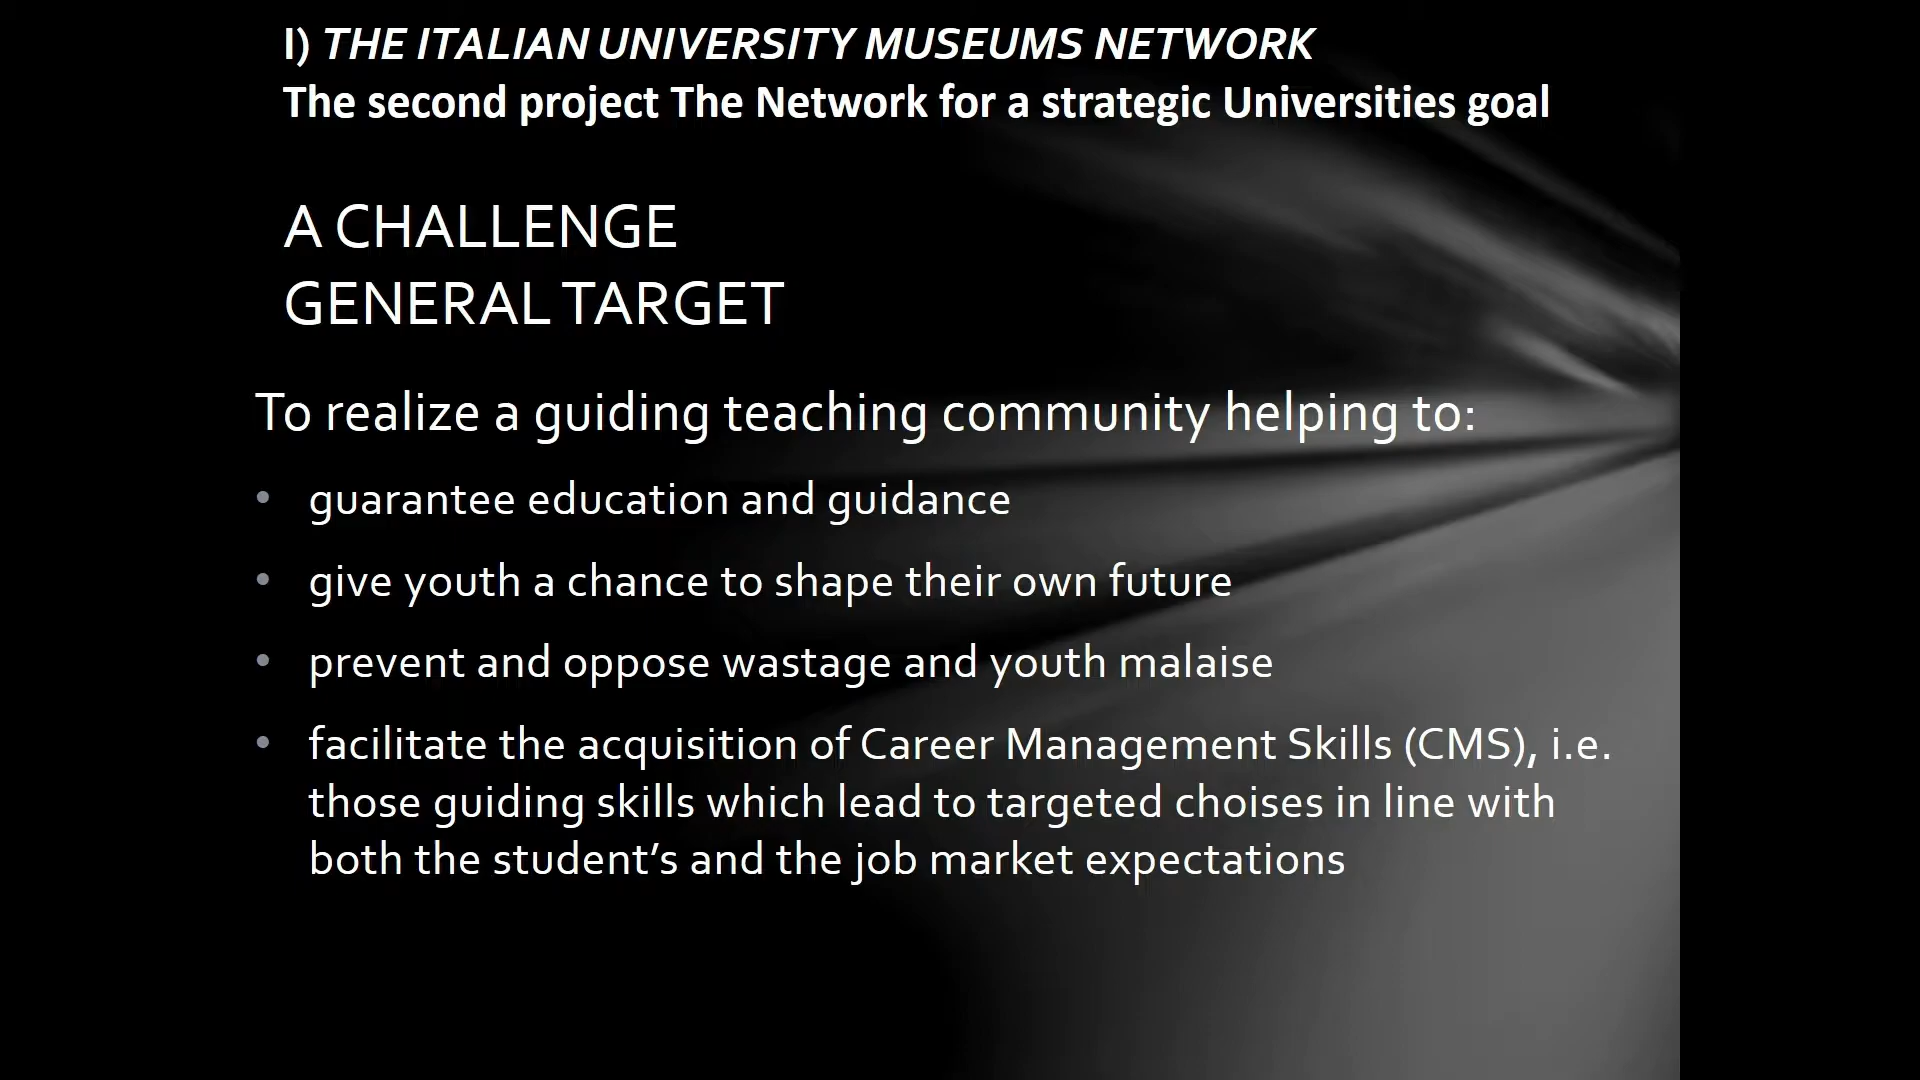 I) THE ITALIAN UNIVERSITY MUSEUMS NETWORK
The second project The Network for a strategic Universities goal
A CHALLENGE
GENERAL TARGET
To realize a guiding teaching community helping to:
• guarantee education and guidance
• give youth a chance to shape their own future
• prevent and oppose wastage and youth malaise
• facilitate the acquisition of Career Management Skills (CMS), i.e.
those guiding skills which lead to targeted choises in line with
both the student’s and the job market expectations